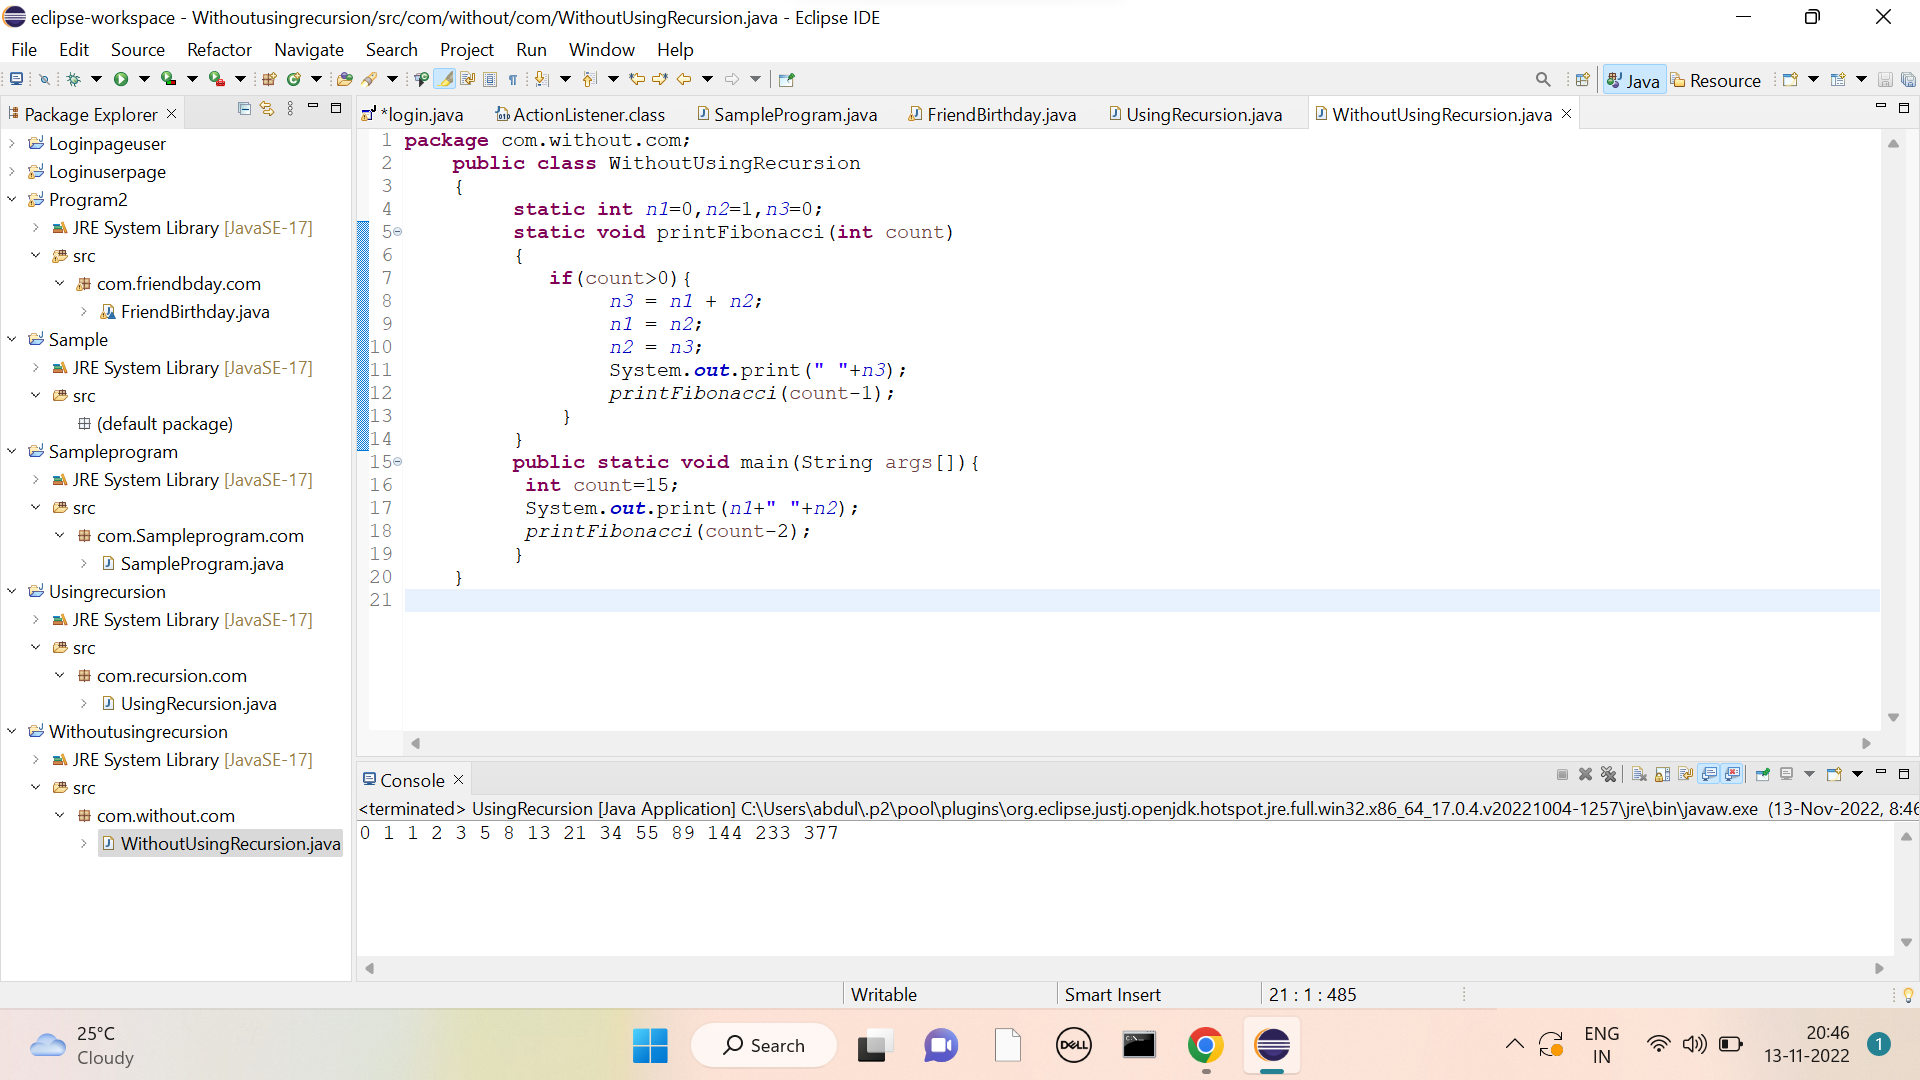 eclipse-workspace - Withoutusingrecursion/src/com/without/com/WithoutUsingRecursion.java - Eclipse IDE
File Edit Source Refactor Navigate Search Project Run Window Help
Java Resource
Package Explorer
*login.java ActionListener.class SampleProgram.java FriendBirthday.java UsingRecursion.java WithoutUsingRecursion.java
Loginpageuser
Loginuserpage
Program2
JRE System Library [JavaSE-17]
src
com.friendbday.com
FriendBirthday.java
Sample
JRE System Library [JavaSE-17]
src
(default package)
Sampleprogram
JRE System Library [JavaSE-17]
src
com.Sampleprogram.com
SampleProgram.java
Usingrecursion
JRE System Library [JavaSE-17]
src
com.recursion.com
UsingRecursion.java
Withoutusingrecursion
JRE System Library [JavaSE-17]
src
com.without.com
WithoutUsingRecursion.java
1 package com.without.com;
2 public class WithoutUsingRecursion
3 {
4 static int n1=0,n2=1,n3=0;
5 static void printFibonacci(int count)
6 {
7 if(count>0){
8 n3 = n1 + n2;
9 n1 = n2;
10 n2 = n3;
11 System.out.print(" "+n3);
12 printFibonacci(count-1);
13 }
14 }
15 public static void main(String args[]){
16 int count=15;
17 System.out.print(n1+" "+n2);
18 printFibonacci(count-2);
19 }
20 }
21
Console
<terminated> UsingRecursion [Java Application] C:\Users\abdul\.p2\pool\plugins\org.eclipse.justj.openjdk.hotspot.jre.full.win32.x86_64_17.0.4.v20221004-1257\jre\bin\javaw.exe (13-Nov-2022, 8:46
0 1 1 2 3 5 8 13 21 34 55 89 144 233 377
Writable Smart Insert 21 : 1 : 485
25°C
Cloudy
Search
DELL
ENG
IN
20:46
13-11-2022
1